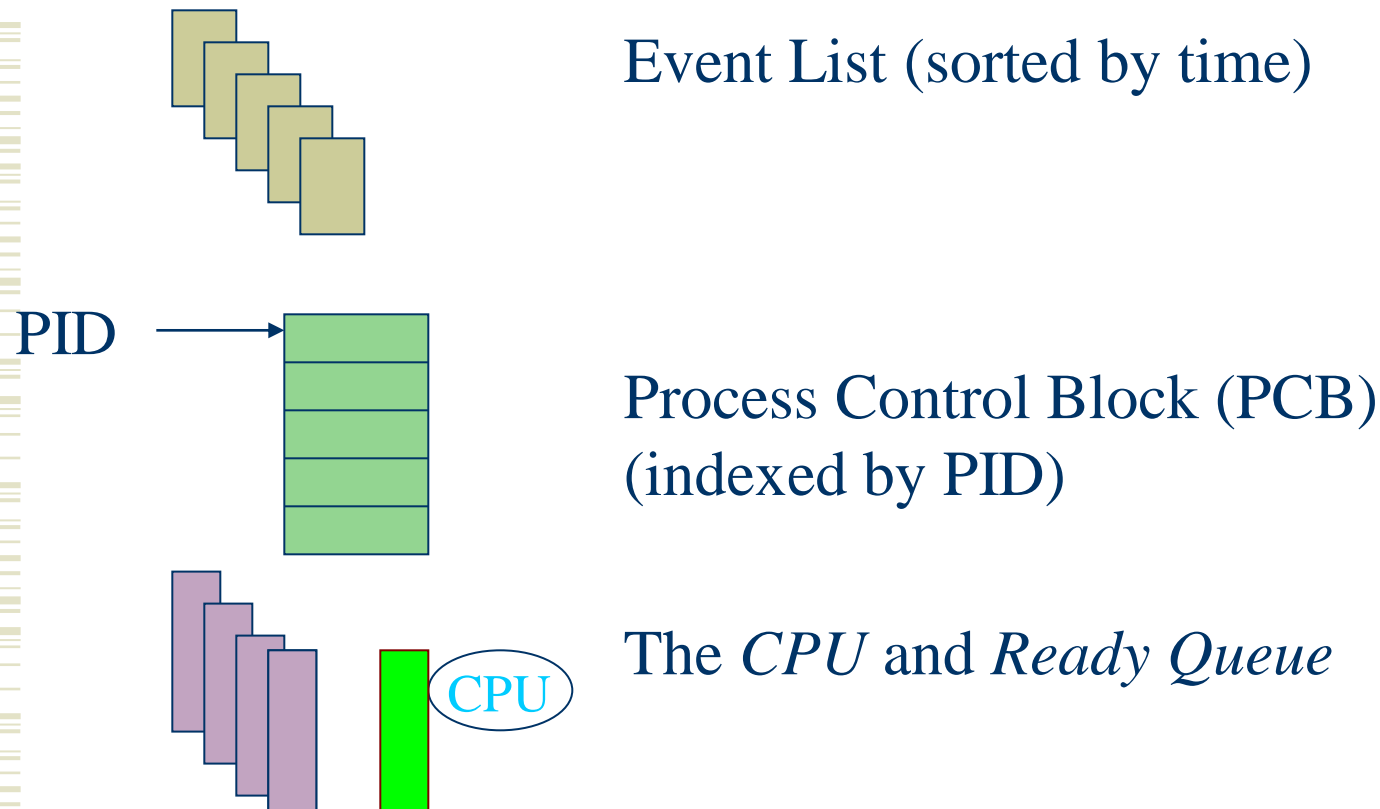 Event List (sorted by time)
PID
Process Control Block (PCB)
(indexed by PID)
The CPU and Ready Queue
CPU